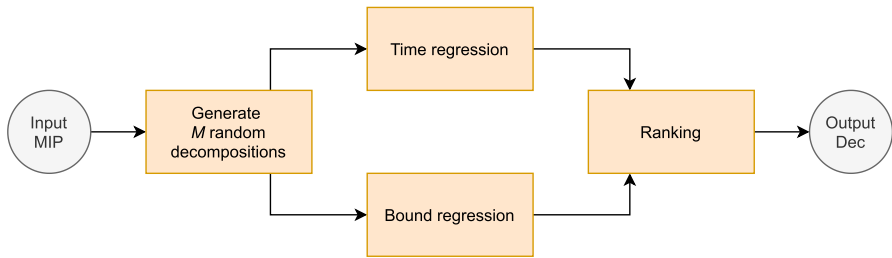 Input
MIP
Generate
M random
decompositions
Time regression
Bound regression
Ranking
Output
Dec